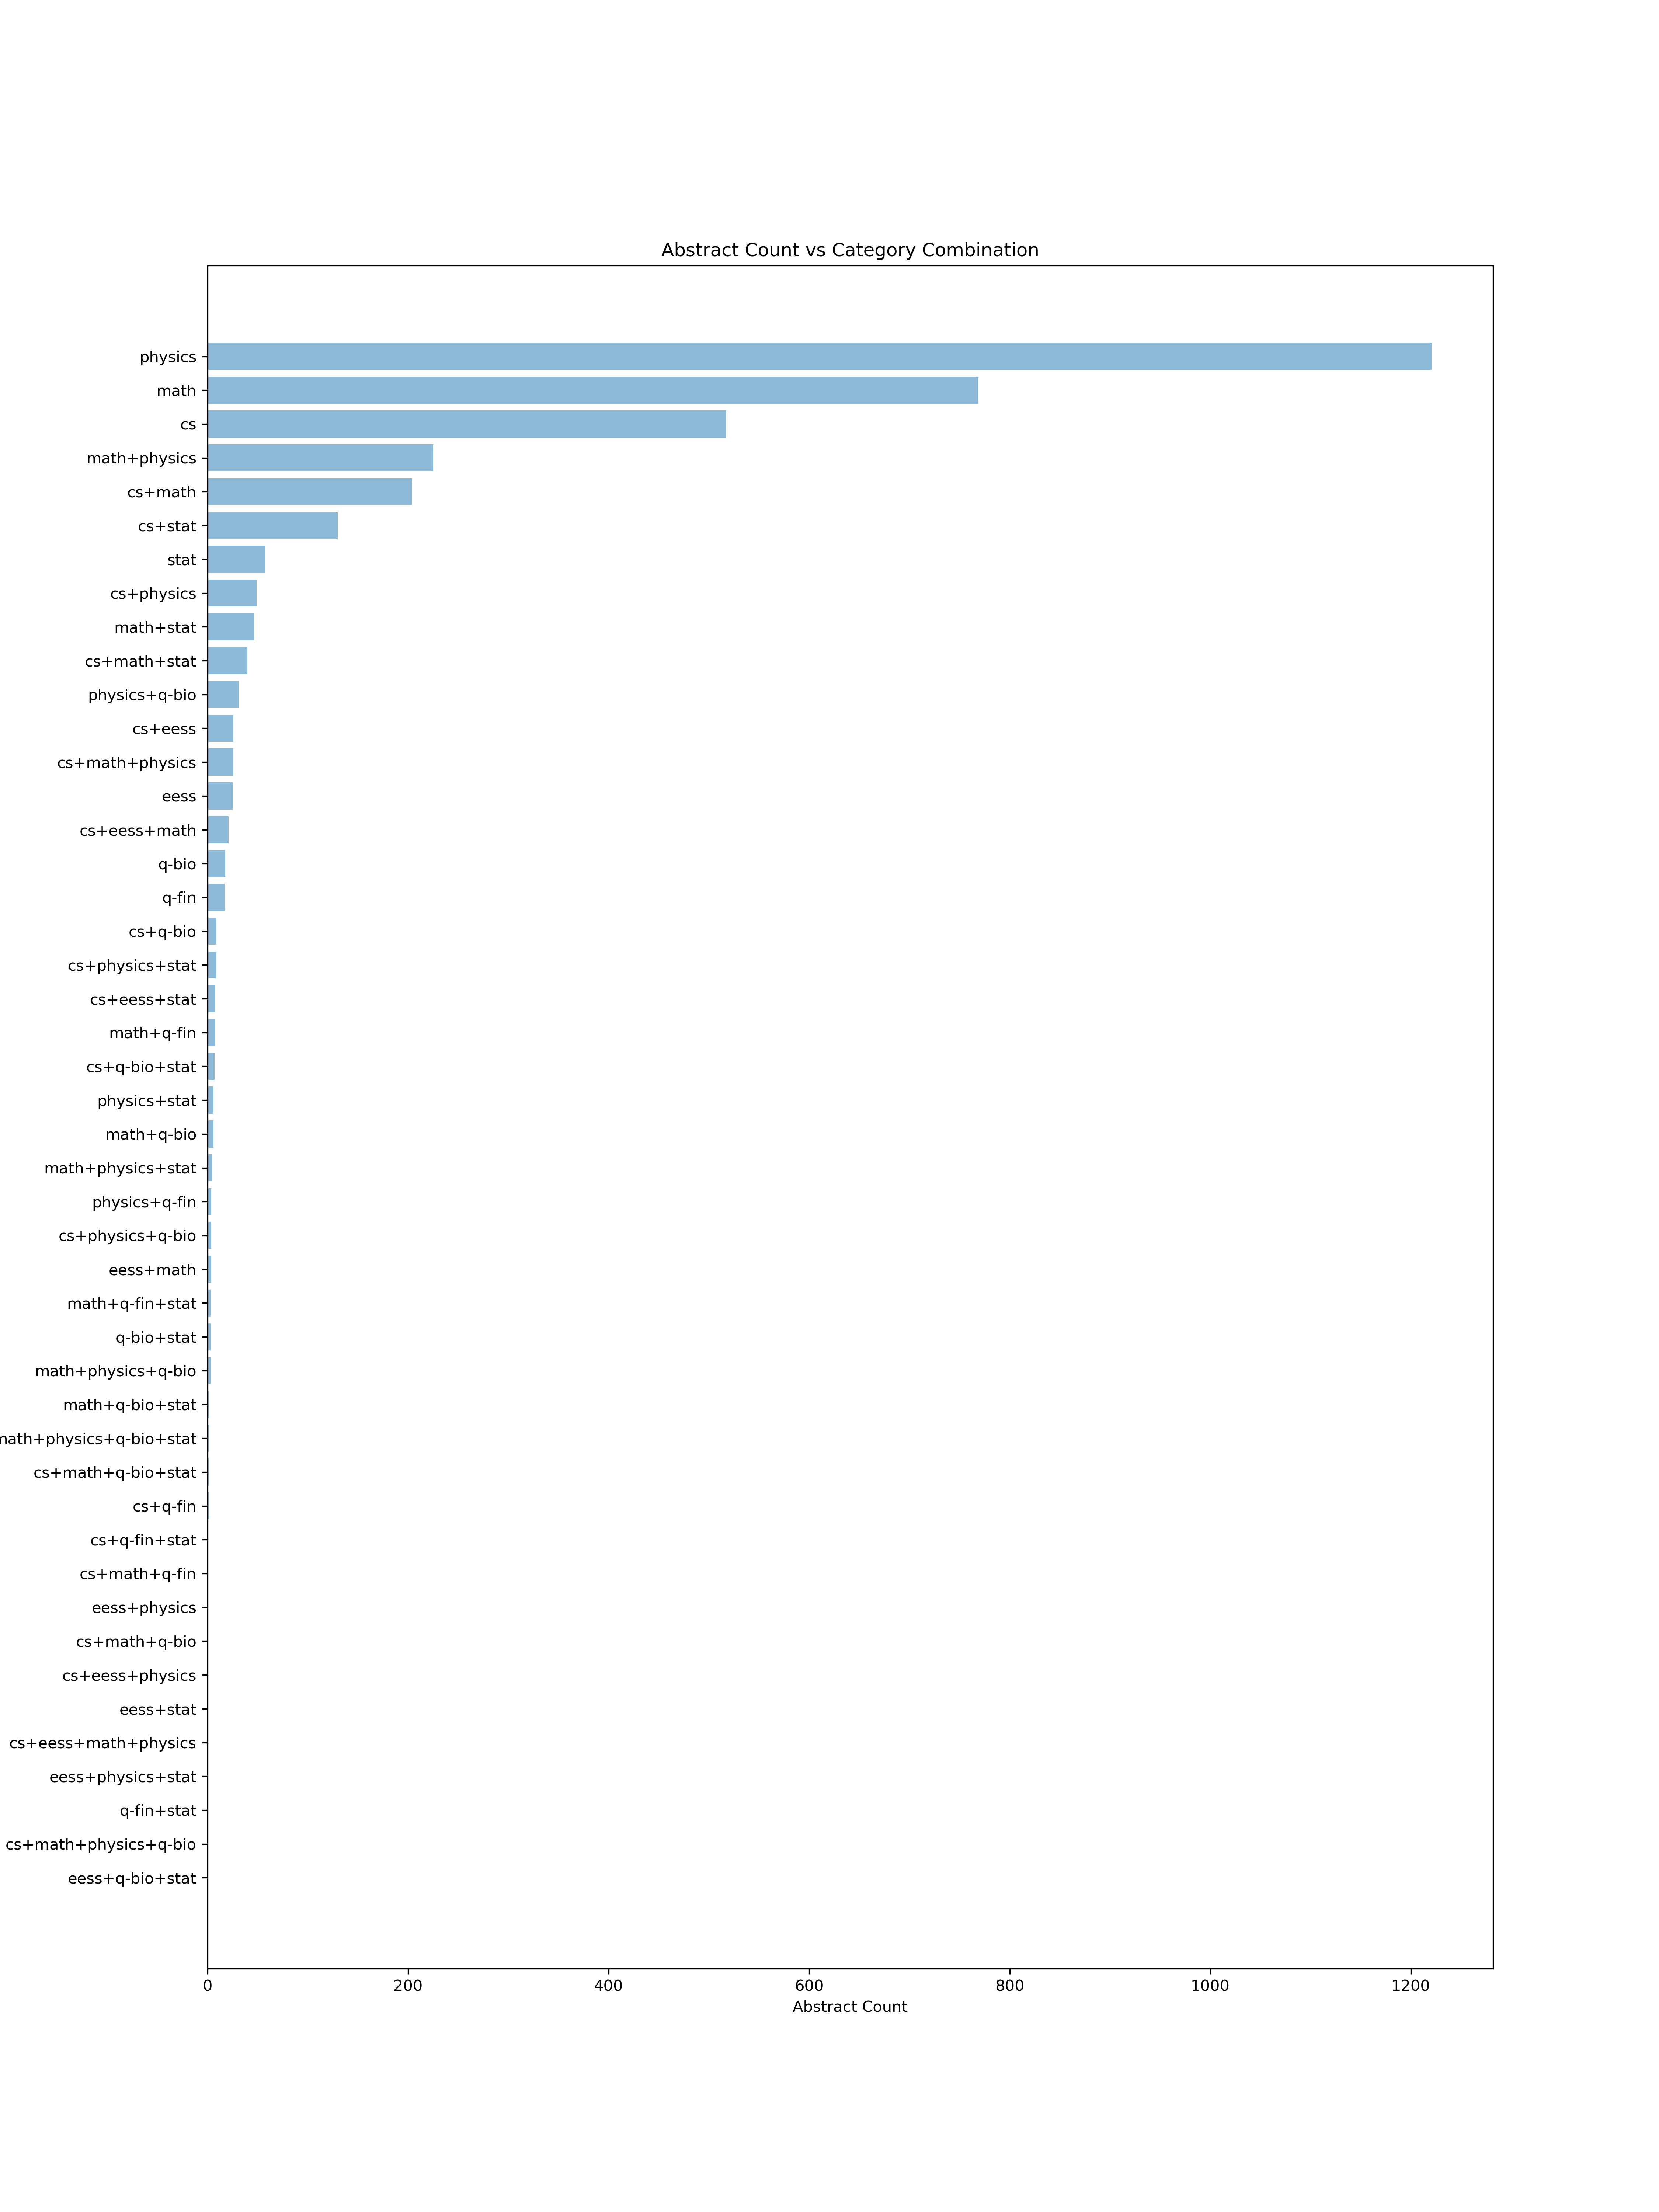 Abstract Count vs Category Combination
physics
math
cs
math+physics
cs+math
cs+stat
stat
cs+physics
math+stat
cs+math+stat
physics+q-bio
cs+eess
cs+math+physics
eess
cs+eess+math
q-bio
q-fin
cs+q-bio
cs+physics+stat
cs+eess+stat
math+q-fin
cs+q-bio+stat
physics+stat
math+q-bio
math+physics+stat
physics+q-fin
cs+physics+q-bio
eess+math
math+q-fin+stat
q-bio+stat
math+physics+q-bio
math+q-bio+stat
math+physics+q-bio+stat
cs+math+q-bio+stat
cs+q-fin
cs+q-fin+stat
cs+math+q-fin
eess+physics
cs+math+q-bio
cs+eess+physics
eess+stat
cs+eess+math+physics
eess+physics+stat
q-fin+stat
cs+math+physics+q-bio
eess+q-bio+stat
0 200 400 600 800 1000 1200
Abstract Count